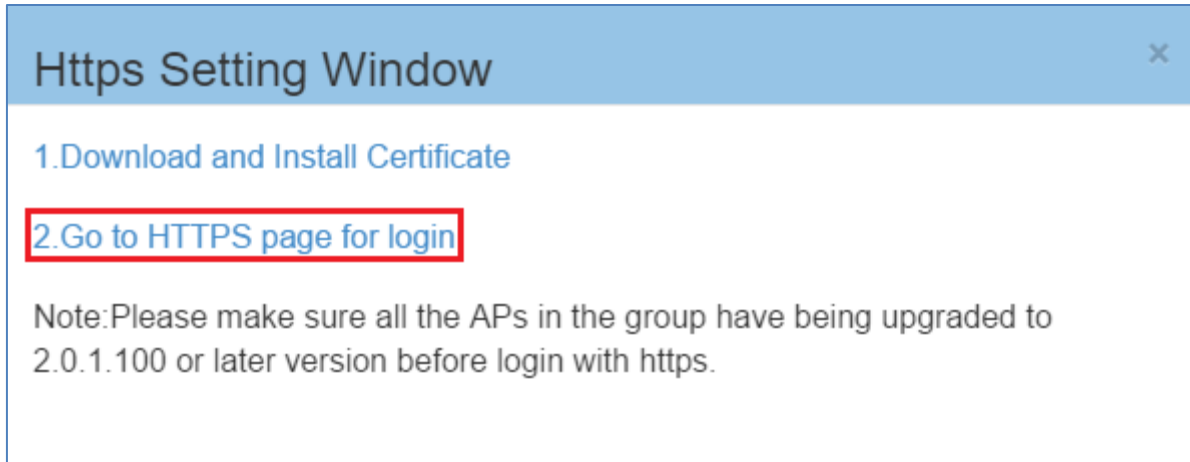 Https Setting Window
×
1.Download and Install Certificate
2.Go to HTTPS page for login
Note:Please make sure all the APs in the group have being upgraded to
2.0.1.100 or later version before login with https.